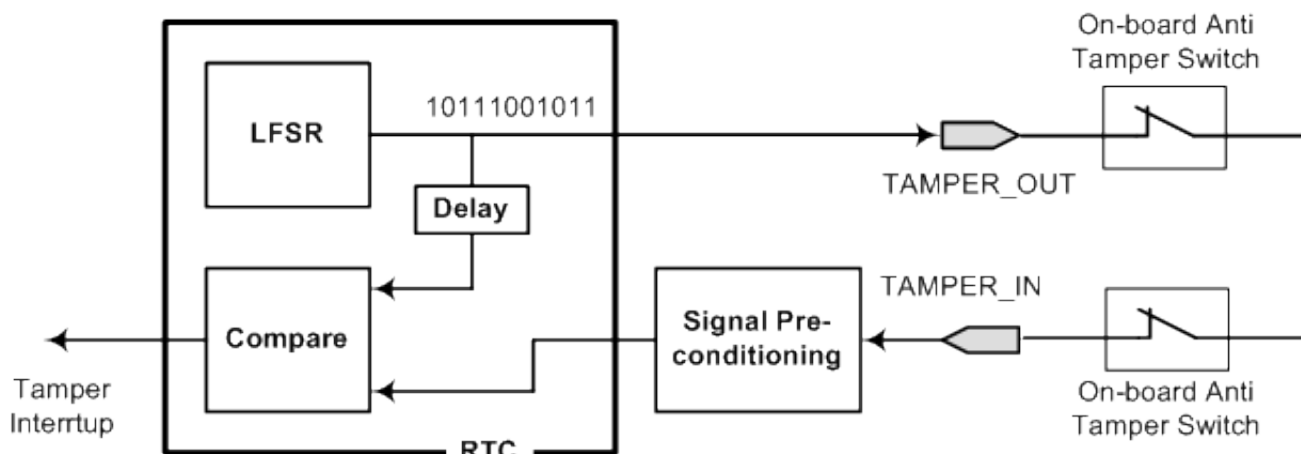 On-board Anti
Tamper Switch
10111001011
LFSR
TAMPER_OUT
Delay
TAMPER_IN
Signal Pre-
conditioning
Compare
Tamper
Interrtup
On-board Anti
Tamper Switch
RTC